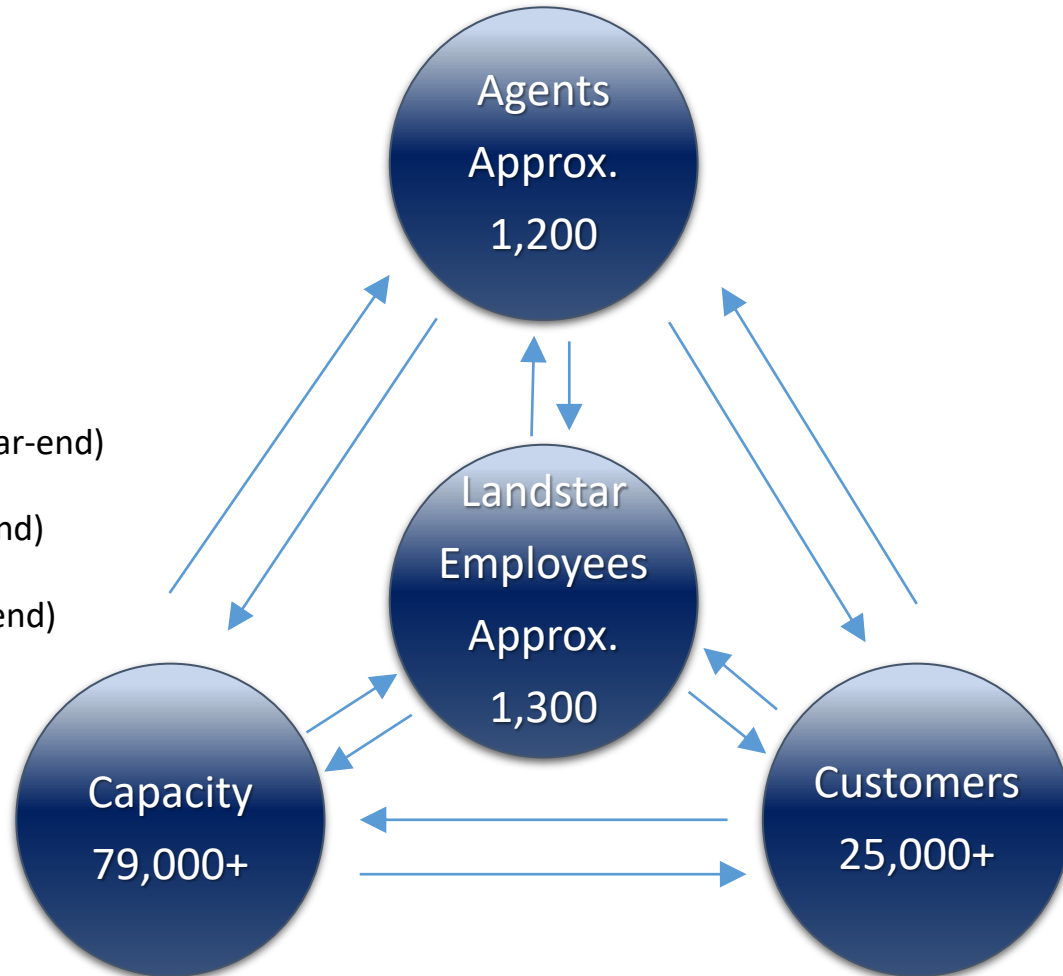 Agents
Approx.
1,200
ar-end)
nd)
end)
Landstar
Employees
Approx.
1,300
Capacity
79,000+
Customers
25,000+